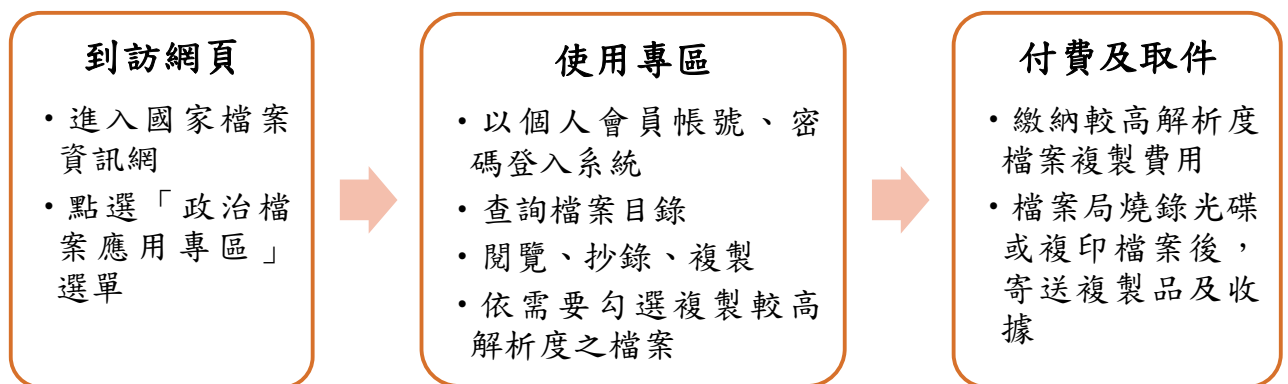 到訪網頁
•進入國家檔案
資訊網
•點選「政治檔
案應用專區」
選單
使用專區
•以個人會員帳號、密
碼登入系統
•查詢檔案目錄
•閱覽、抄錄、複製
•依需要勾選複製較高
解析度之檔案
付費及取件
•繳納較高解析度
檔案複製費用
•檔案局燒錄光碟
或複印檔案後，
寄送複製品及收
據